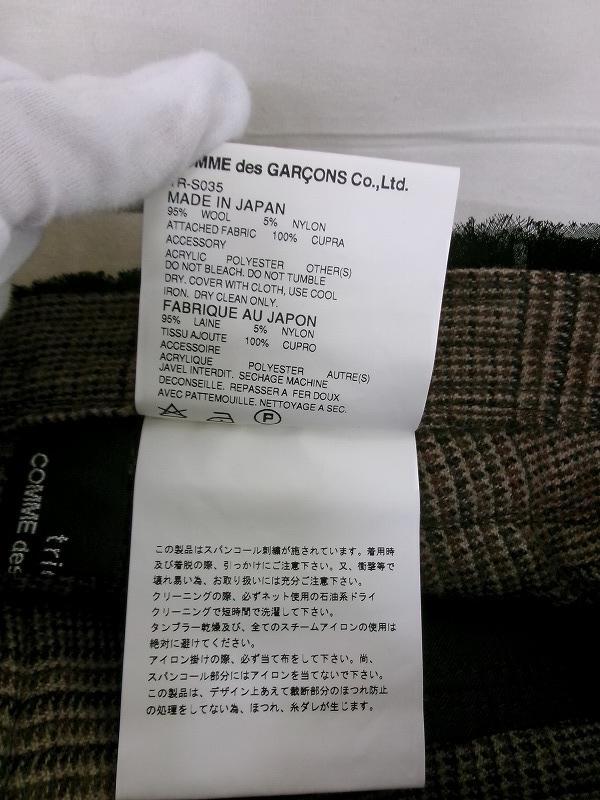 MME des GARÇONS Co.,Ltd.
R-S035
MADE IN JAPAN
95% WOOL 5% NYLON
ATTACHED FABRIC 100% CUPRA
ACCESSORY
ACRYLIC POLYESTER OTHER(S)
DO NOT BLEACH. DO NOT TUMBLE
DRY. COVER WITH CLOTH, USE COOL
IRON. DRY CLEAN ONLY.
FABRIQUE AU JAPON
95% LAINE 5% NYLON
TISSU AJOUTE 100% CUPRO
ACCESSOIRE
ACRYLIQUE POLYESTER AUTRE(S)
JAVEL INTERDIT. SECHAGE MACHINE
DECONSEILLE. REPASSER A FER DOUX
AVEC PATTEMOUILLE. NETTOYAGE A SEC.
P
tri
COMME des
この製品はスパンコール刺繍が施されています。着用時
及び着脱の際、引っかけにご注意下さい。又、衝撃等で
壊れ易い為、お取り扱いには充分ご注意下さい。
クリーニングの際、必ずネット使用の石油系ドライ
クリーニングで短時間で洗濯して下さい。
タンブラー乾燥及び、全てのスチームアイロンの使用は
絶対に避けてください。
アイロン掛けの際、必ず当て布をして下さい。尚、
スパンコール部分にはアイロンを当てないで下さい。
この製品は、デザイン上あえて裁断部分のほつれ防止
の処理をしてない為、ほつれ、糸ダレが生じます。